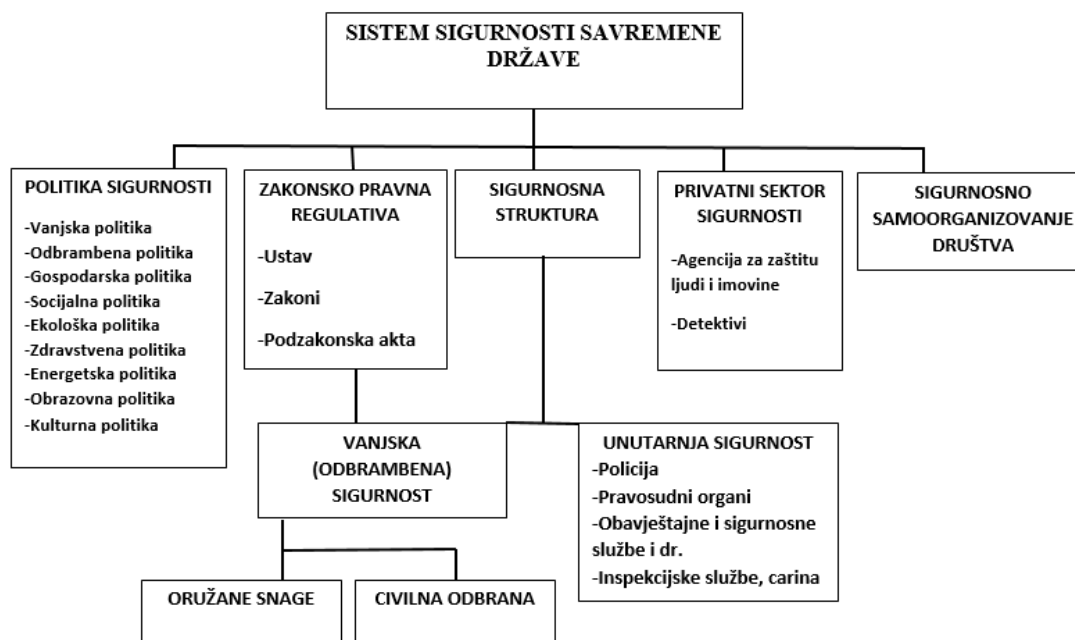 SISTEM SIGURNOSTI SAVREMENE
DRŽAVE
POLITIKA SIGURNOSTI
-Vanjska politika
-Odbrambena politika
-Gospodarska politika
-Socijalna politika
-Ekološka politika
-Zdravstvena politika
-Energetska politika
-Obrazovna politika
-Kulturna politika
ZAKONSKO PRAVNA
REGULATIVA
-Ustav
-Zakoni
-Podzakonska akta
SIGURNOSNA
STRUKTURA
PRIVATNI SEKTOR
SIGURNOSTI
-Agencija za zaštitu
ljudi i imovine
-Detektivi
SIGURNOSNO
SAMOORGANIZOVANJE
DRUŠTVA
VANJSKA
(ODBRAMBENA)
SIGURNOST
UNUTARNJA SIGURNOST
-Policija
-Pravosudni organi
-Obavještajne i sigurnosne
službe i dr.
-Inspekcijske službe, carina
ORUŽANE SNAGE
CIVILNA ODBRANA